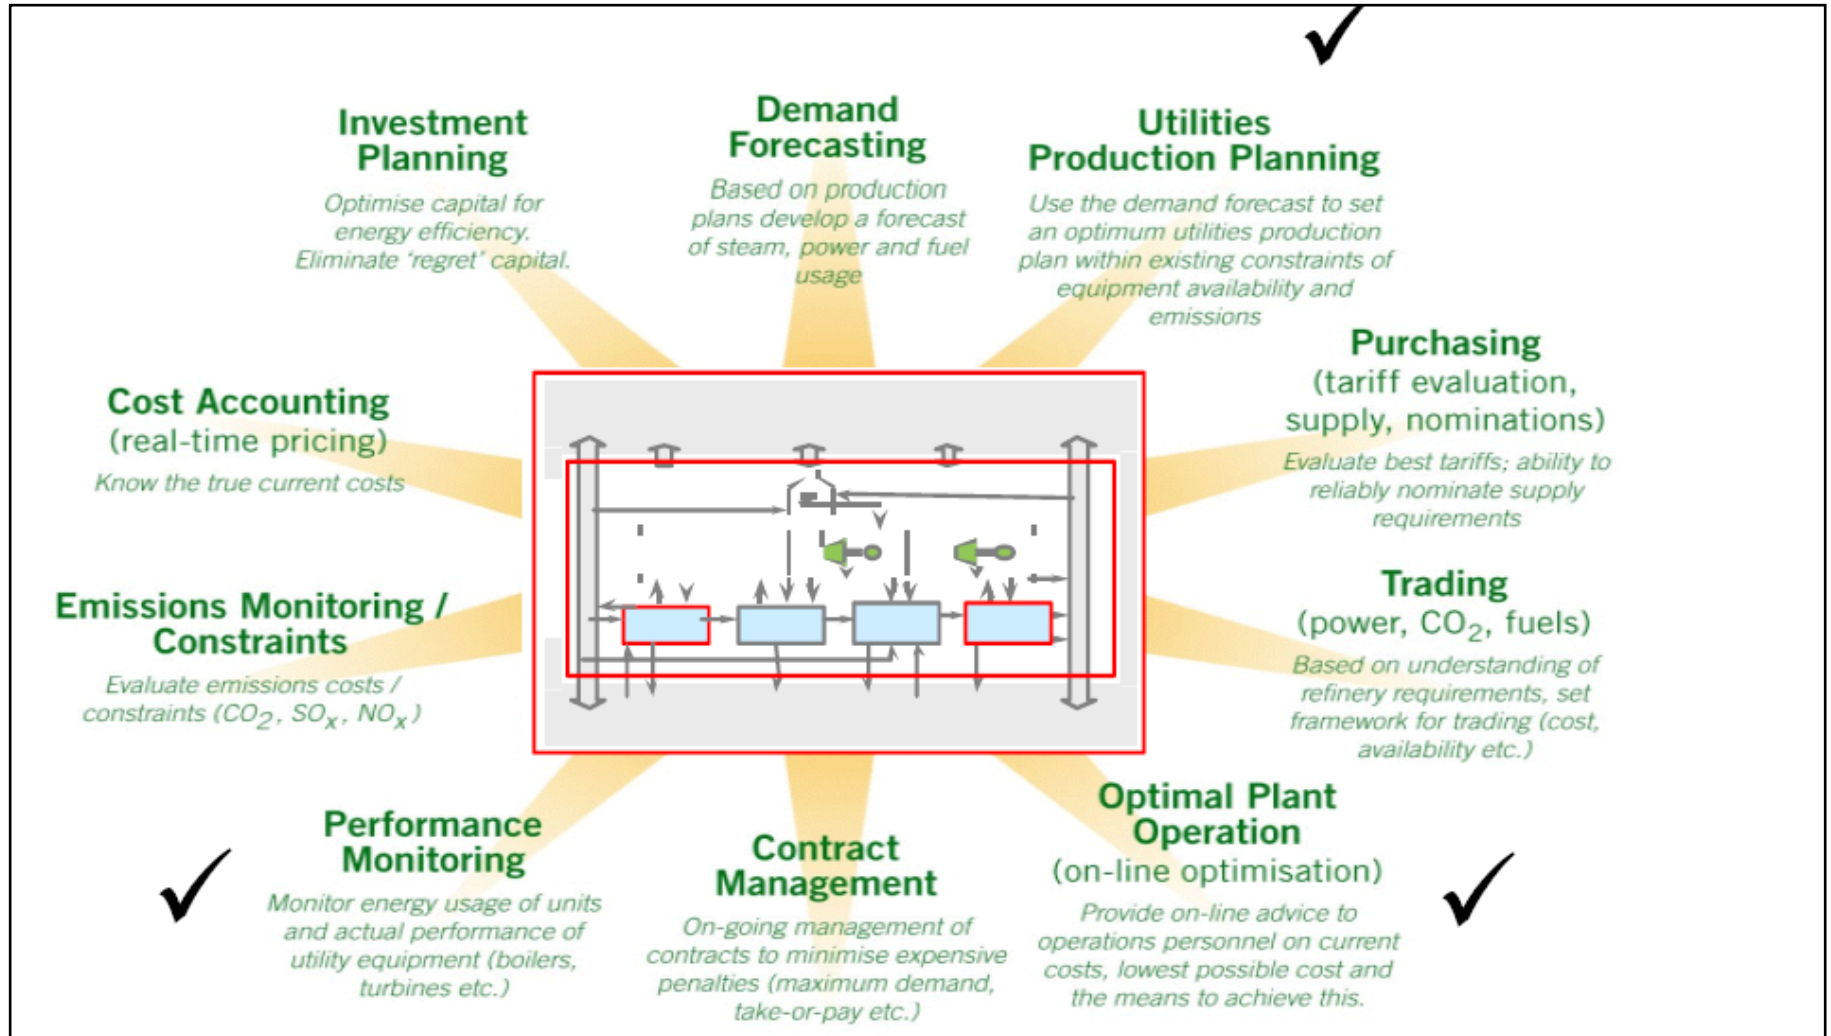 Investment
Planning
Optimise capital for
energy efficiency.
Eliminate ‘regret’ capital.
Demand
Forecasting
Based on production
plans develop a forecast
of steam, power and fuel
usage
Utilities
Production Planning
Use the demand forecast to set
an optimum utilities production
plan within existing constraints of
equipment availability and
emissions
Cost Accounting
(real-time pricing)
Know the true current costs
Purchasing
(tariff evaluation,
supply, nominations)
Evaluate best tariffs; ability to
reliably nominate supply
requirements
Emissions Monitoring /
Constraints
Evaluate emissions costs /
constraints (CO₂, SOₓ, NOₓ)
Trading
(power, CO₂, fuels)
Based on understanding of
refinery requirements, set
framework for trading (cost,
availability etc.)
Performance
Monitoring
Monitor energy usage of units
and actual performance of
utility equipment (boilers,
turbines etc.)
Contract
Management
On-going management of
contracts to minimise expensive
penalties (maximum demand,
take-or-pay etc.)
Optimal Plant
Operation
(on-line optimisation)
Provide on-line advice to
operations personnel on current
costs, lowest possible cost and
the means to achieve this.